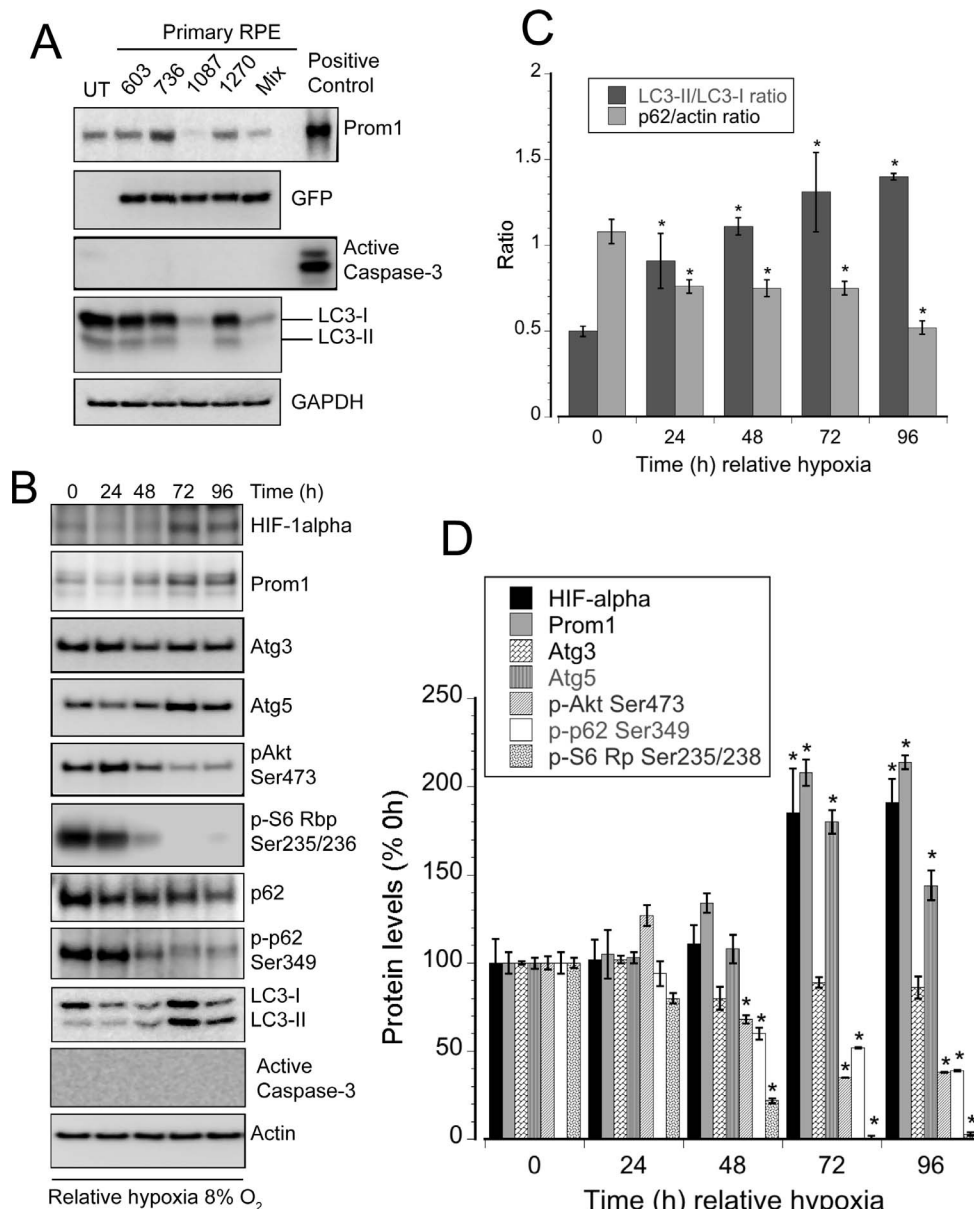 A
Primary RPE
UT 603 736 1087 1270 Mix
Positive
Control
Prom1
GFP
Active
Caspase-3
LC3-I
LC3-II
GAPDH
B
0 24 48 72 96 Time (h)
HIF-1alpha
Prom1
Atg3
Atg5
pAkt
Ser473
p-S6 Rbp
Ser235/236
p62
p-p62
Ser349
LC3-I
LC3-II
Active
Caspase-3
Actin
Relative hypoxia 8% O2
C
2
1.5
1
0.5
0
Ratio
LC3-II/LC3-I ratio
p62/actin ratio
* * * * * * * *
0 24 48 72 96
Time (h) relative hypoxia
D
HIF-alpha
Prom1
Atg3
Atg5
p-Akt Ser473
p-p62 Ser349
p-S6 Rp Ser235/238
250
200
150
100
50
0
Protein levels (% 0h)
* * * * * * * * * * * * * * *
0 24 48 72 96
Time (h) relative hypoxia